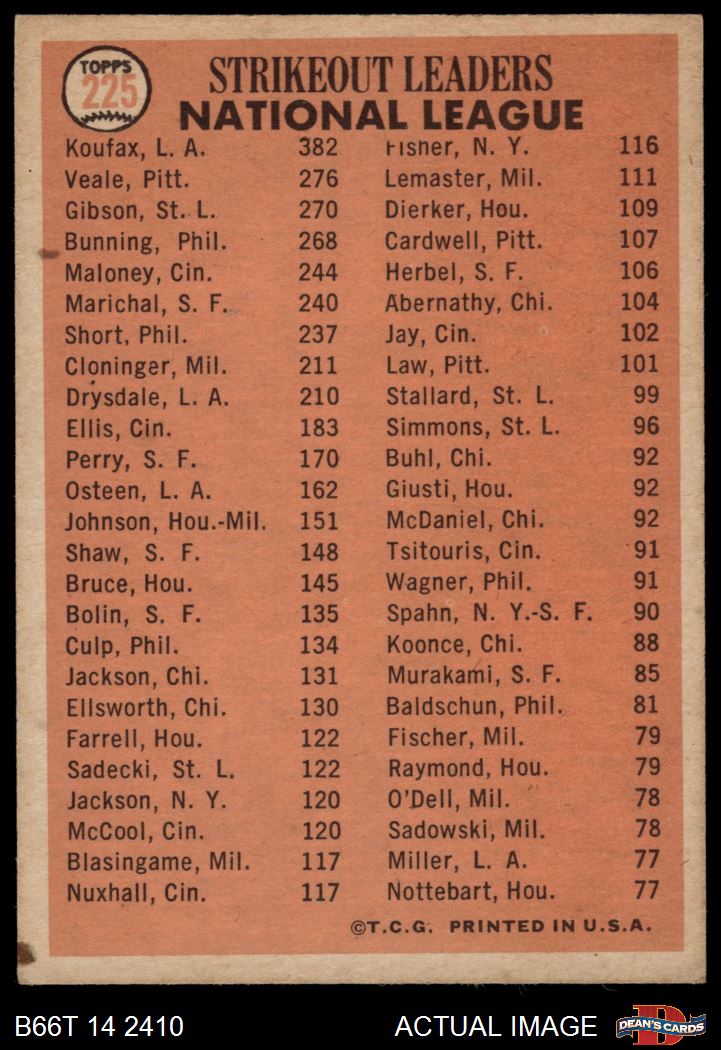 TOPPS
225
STRIKEOUT LEADERS
NATIONAL LEAGUE
Koufax, L. A. 382
Veale, Pitt. 276
Gibson, St. L. 270
Bunning, Phil. 268
Maloney, Cin. 244
Marichal, S. F. 240
Short, Phil. 237
Cloninger, Mil. 211
Drysdale, L. A. 210
Ellis, Cin. 183
Perry, S. F. 170
Osteen, L. A. 162
Johnson, Hou.-Mil. 151
Shaw, S. F. 148
Bruce, Hou. 145
Bolin, S. F. 135
Culp, Phil. 134
Jackson, Chi. 131
Ellsworth, Chi. 130
Farrell, Hou. 122
Sadecki, St. L. 122
Jackson, N. Y. 120
McCool, Cin. 120
Blasingame, Mil. 117
Nuxhall, Cin. 117
Fisher, N. Y. 116
Lemaster, Mil. 111
Dierker, Hou. 109
Cardwell, Pitt. 107
Herbel, S. F. 106
Abernathy, Chi. 104
Jay, Cin. 102
Law, Pitt. 101
Stallard, St. L. 99
Simmons, St. L. 96
Buhl, Chi. 92
Giusti, Hou. 92
McDaniel, Chi. 92
Tsitouris, Cin. 91
Wagner, Phil. 91
Spahn, N. Y.-S. F. 90
Koonce, Chi. 88
Murakami, S. F. 85
Baldschun, Phil. 81
Fischer, Mil. 79
Raymond, Hou. 79
O'Dell, Mil. 78
Sadowski, Mil. 78
Miller, L. A. 77
Nottebart, Hou. 77
©T.C.G. PRINTED IN U.S.A.
B66T 14 2410
ACTUAL IMAGE
D
DEAN'S CARDS